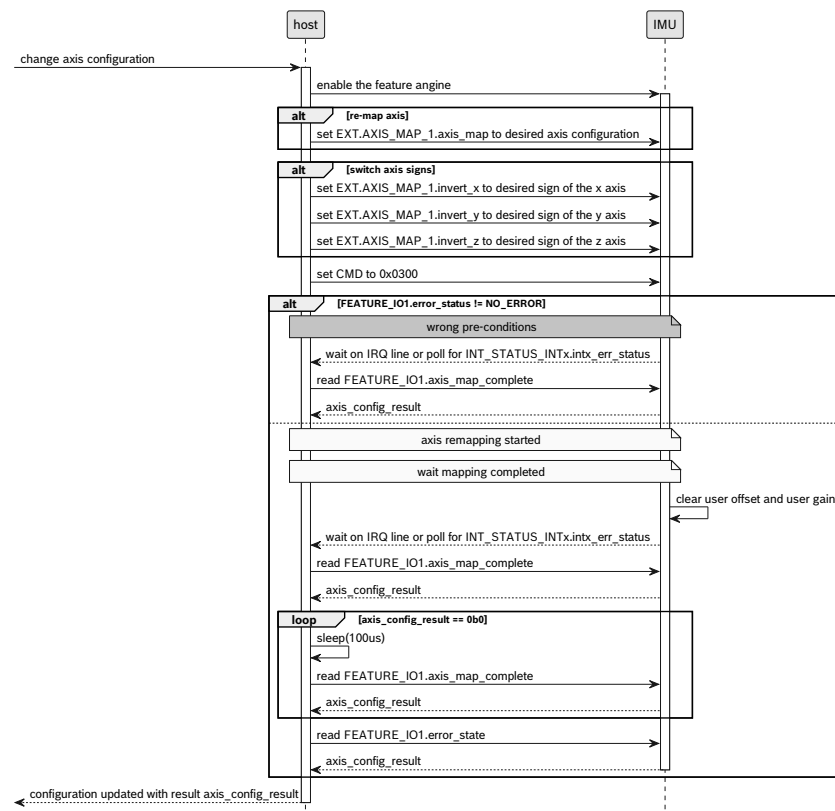 host
IMU
change axis configuration
enable the feature angine
alt
[re-map axis]
set EXT.AXIS_MAP_1.axis_map to desired axis configuration
alt
[switch axis signs]
set EXT.AXIS_MAP_1.invert_x to desired sign of the x axis
set EXT.AXIS_MAP_1.invert_y to desired sign of the y axis
set EXT.AXIS_MAP_1.invert_z to desired sign of the z axis
set CMD to 0x0300
alt
[FEATURE_IO1.error_status != NO_ERROR]
wrong pre-conditions
wait on IRQ line or poll for INT_STATUS_INTx.intx_err_status
read FEATURE_IO1.axis_map_complete
axis_config_result
axis remapping started
wait mapping completed
clear user offset and user gain
wait on IRQ line or poll for INT_STATUS_INTx.intx_err_status
read FEATURE_IO1.axis_map_complete
axis_config_result
loop
[axis_config_result == 0b0]
sleep(100us)
read FEATURE_IO1.axis_map_complete
axis_config_result
read FEATURE_IO1.error_state
axis_config_result
configuration updated with result axis_config_result